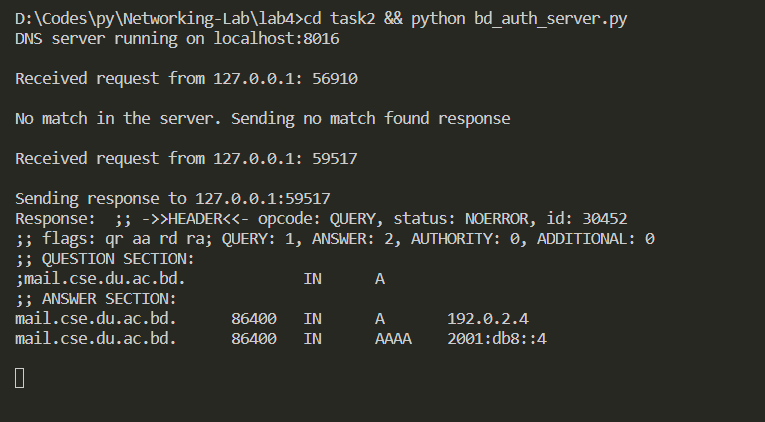 D:\Codes\py\Networking-Lab\lab4>cd task2 && python bd_auth_server.py
DNS server running on localhost:8016
Received request from 127.0.0.1: 56910
No match in the server. Sending no match found response
Received request from 127.0.0.1: 59517
Sending response to 127.0.0.1:59517
Response:  ;; ->>HEADER<<- opcode: QUERY, status: NOERROR, id: 30452
;; flags: qr aa rd ra; QUERY: 1, ANSWER: 2, AUTHORITY: 0, ADDITIONAL: 0
;; QUESTION SECTION:
;mail.cse.du.ac.bd.             IN      A
;; ANSWER SECTION:
mail.cse.du.ac.bd.      86400   IN      A       192.0.2.4
mail.cse.du.ac.bd.      86400   IN      AAAA    2001:db8::4